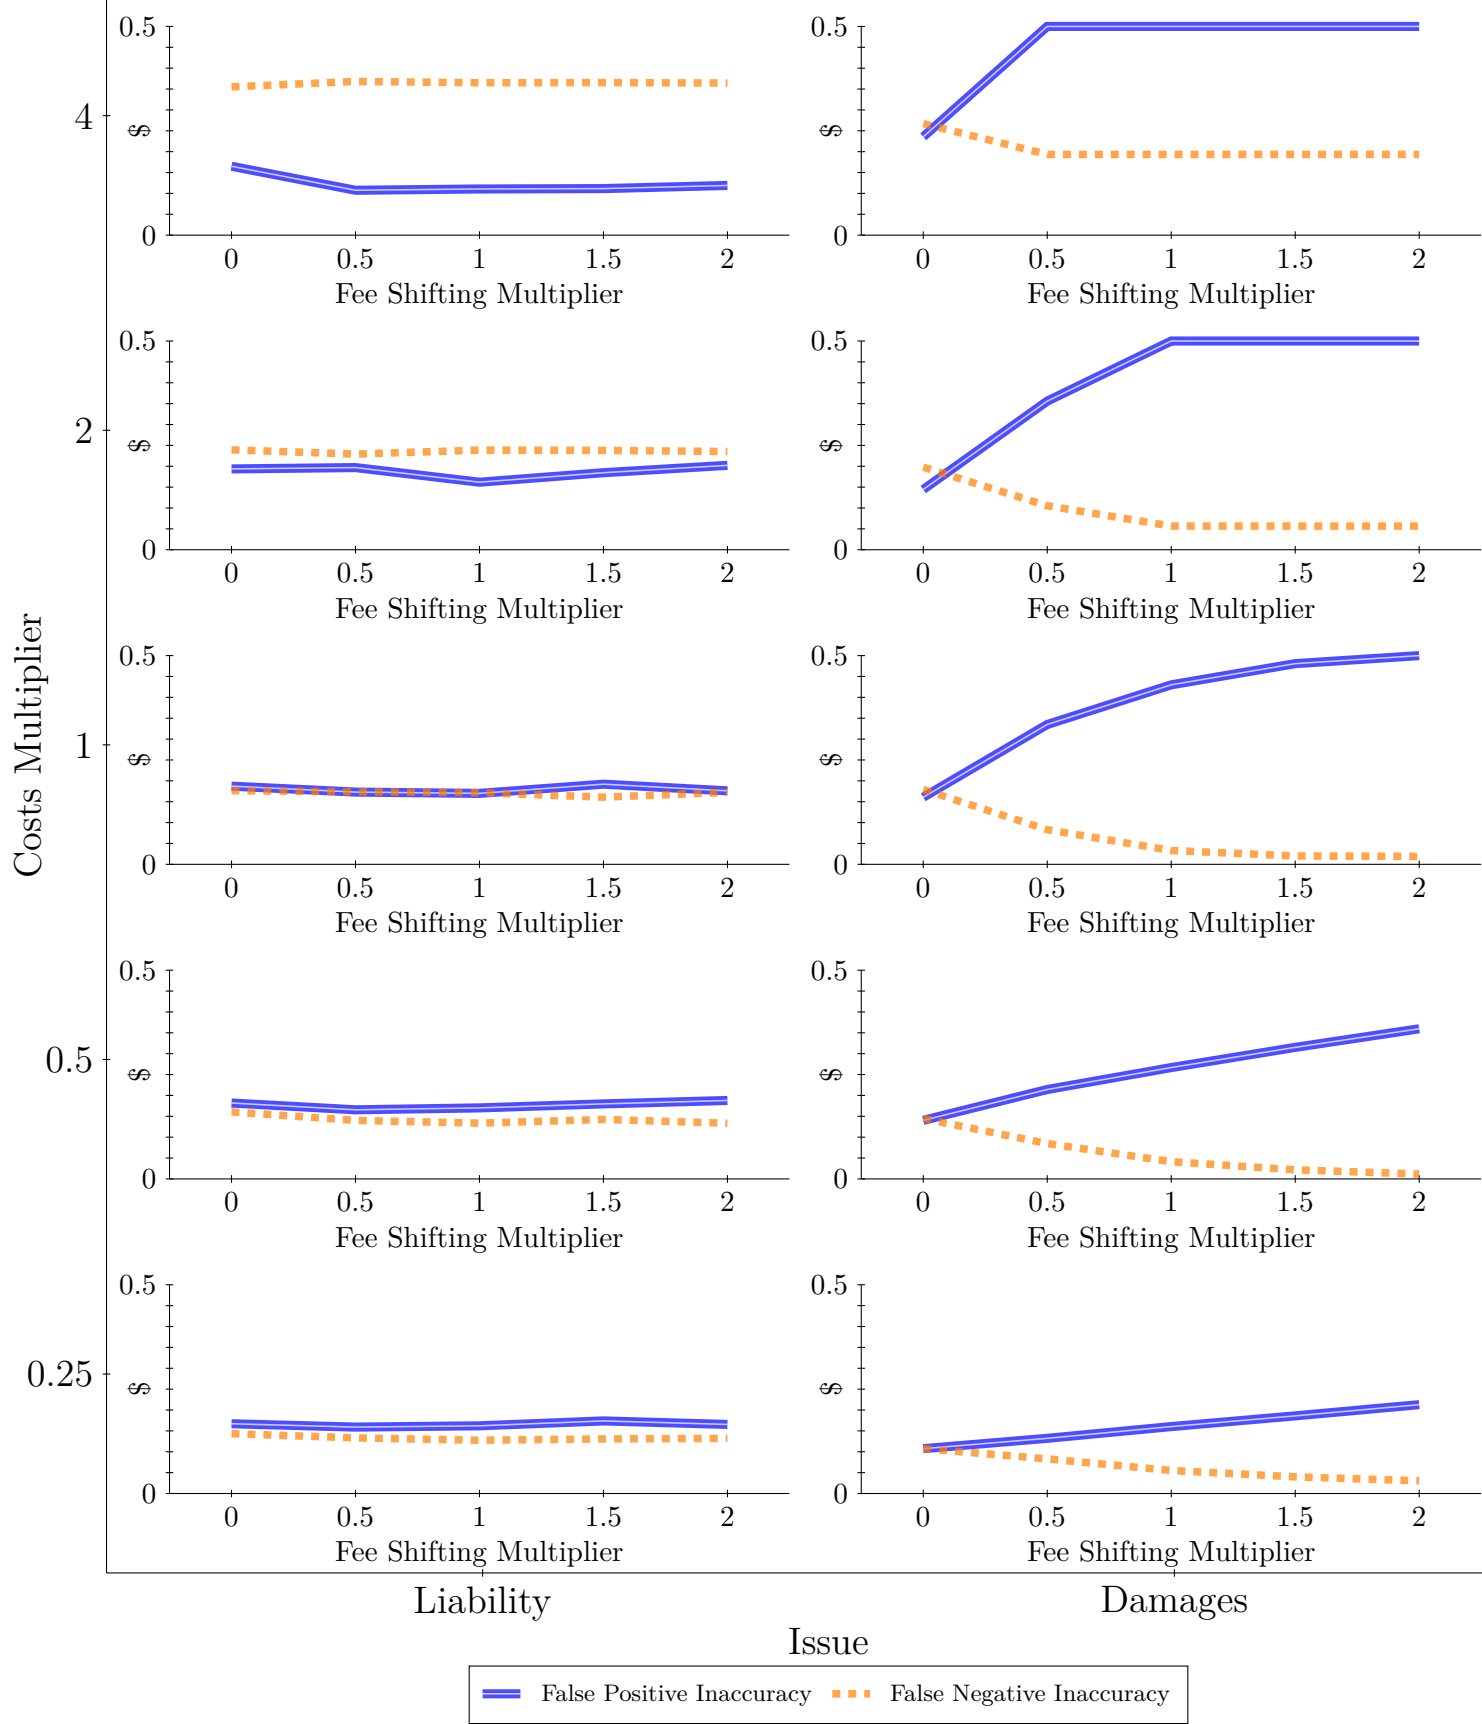 0.5
$
0
0 0.5 1 1.5 2
Fee Shifting Multiplier
0.5
$
0
0 0.5 1 1.5 2
Fee Shifting Multiplier
4
0.5
$
0
0 0.5 1 1.5 2
Fee Shifting Multiplier
0.5
$
0
0 0.5 1 1.5 2
Fee Shifting Multiplier
2
0.5
$
0
0 0.5 1 1.5 2
Fee Shifting Multiplier
0.5
$
0
0 0.5 1 1.5 2
Fee Shifting Multiplier
1
Costs Multiplier
0.5
$
0
0 0.5 1 1.5 2
Fee Shifting Multiplier
0.5
$
0
0 0.5 1 1.5 2
Fee Shifting Multiplier
0.5
0.5
$
0
0 0.5 1 1.5 2
Fee Shifting Multiplier
0.5
$
0
0 0.5 1 1.5 2
Fee Shifting Multiplier
0.25
Liability
Damages
Issue
False Positive Inaccuracy
False Negative Inaccuracy